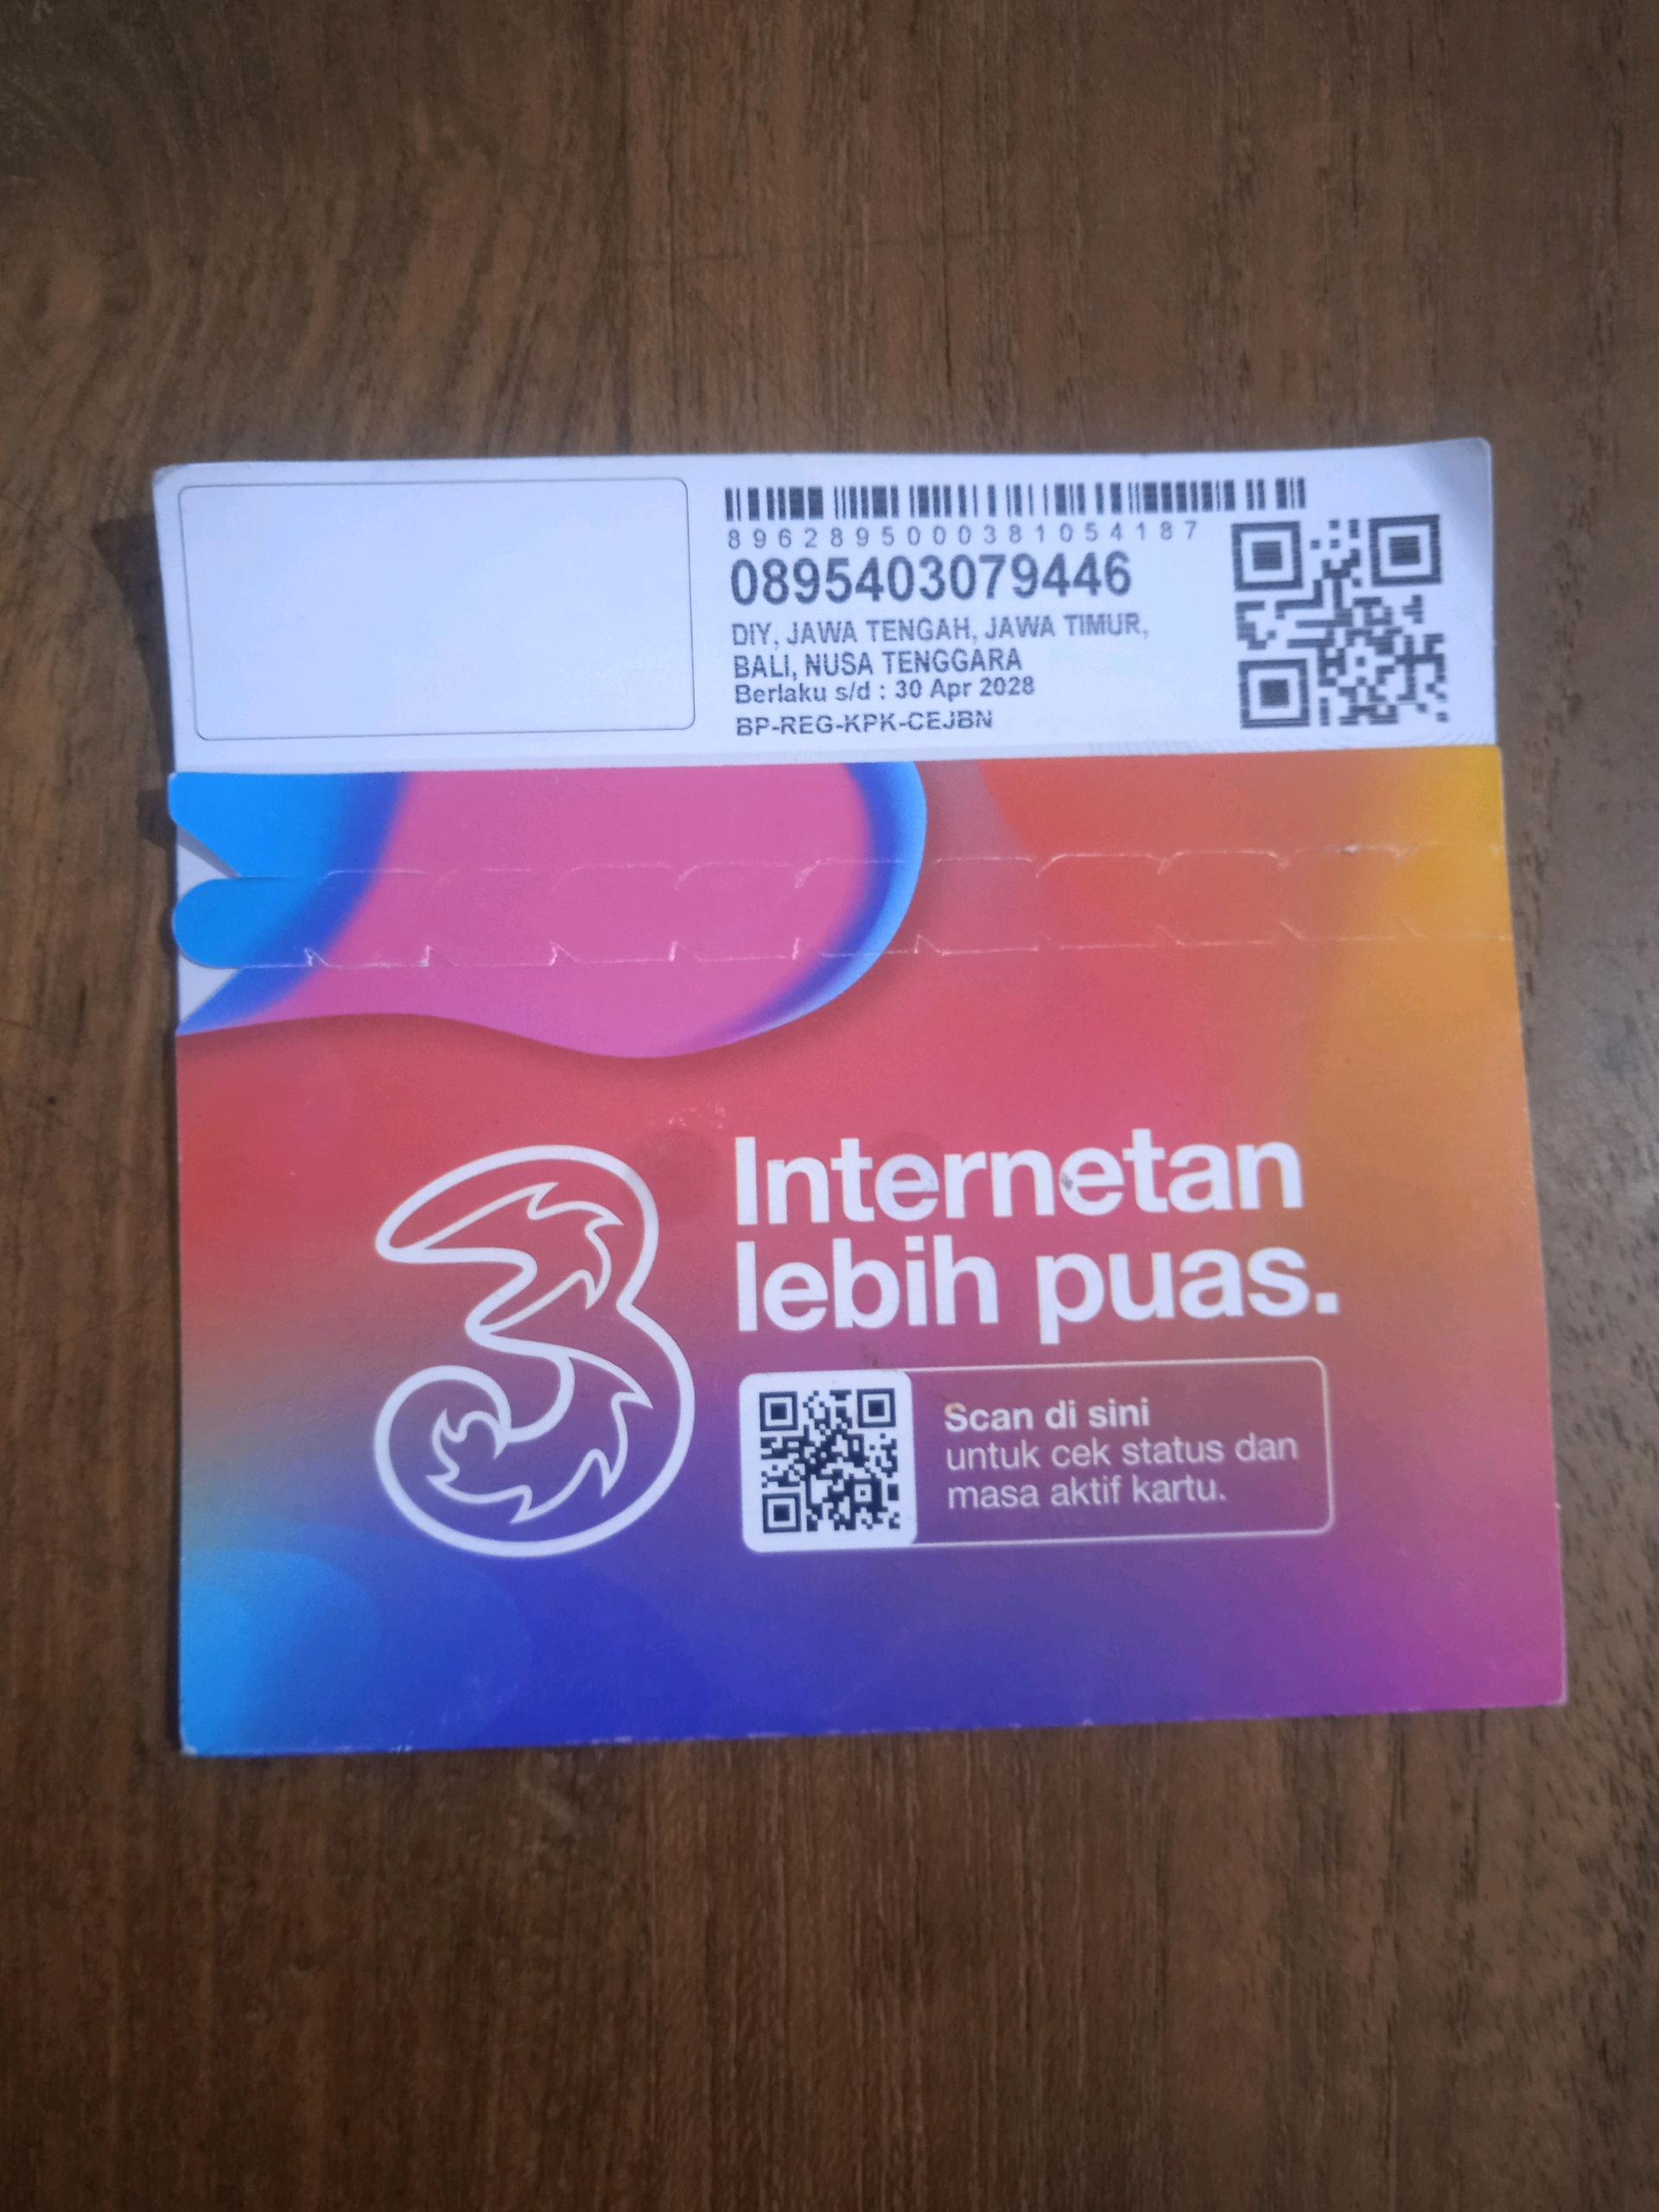 8962895000381054187
0895403079446
DIY, JAWA TENGAH, JAWA TIMUR,
BALI, NUSA TENGGARA
Berlaku s/d : 30 Apr 2028
BP-REG-KPK-CEJBN
3
Internetan
lebih puas.
Scan di sini
untuk cek status dan
masa aktif kartu.